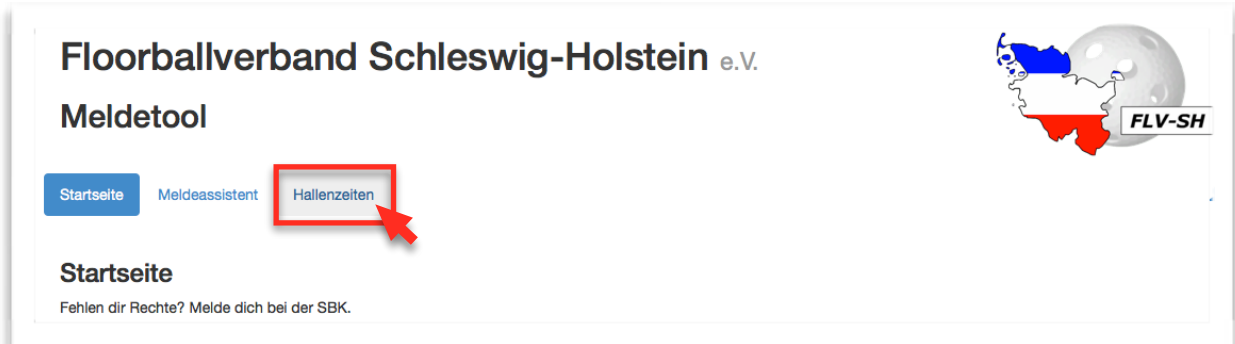 Floorballverband Schleswig-Holstein e.V.
Meldetool
FLV-SH
Startseite Meldeassistent Hallenzeiten
Startseite
Fehlen dir Rechte? Melde dich bei der SBK.